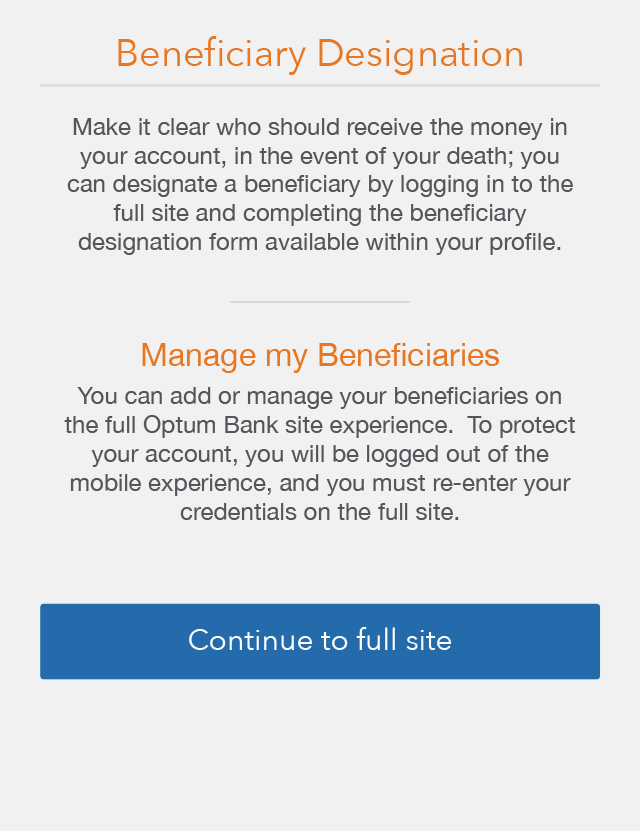 Beneficiary Designation
Make it clear who should receive the money in
your account, in the event of your death; you
can designate a beneficiary by logging in to the
full site and completing the beneficiary
designation form available within your profile.
Manage my Beneficiaries
You can add or manage your beneficiaries on
the full Optum Bank site experience.  To protect
your account, you will be logged out of the
mobile experience, and you must re-enter your
credentials on the full site.
Continue to full site